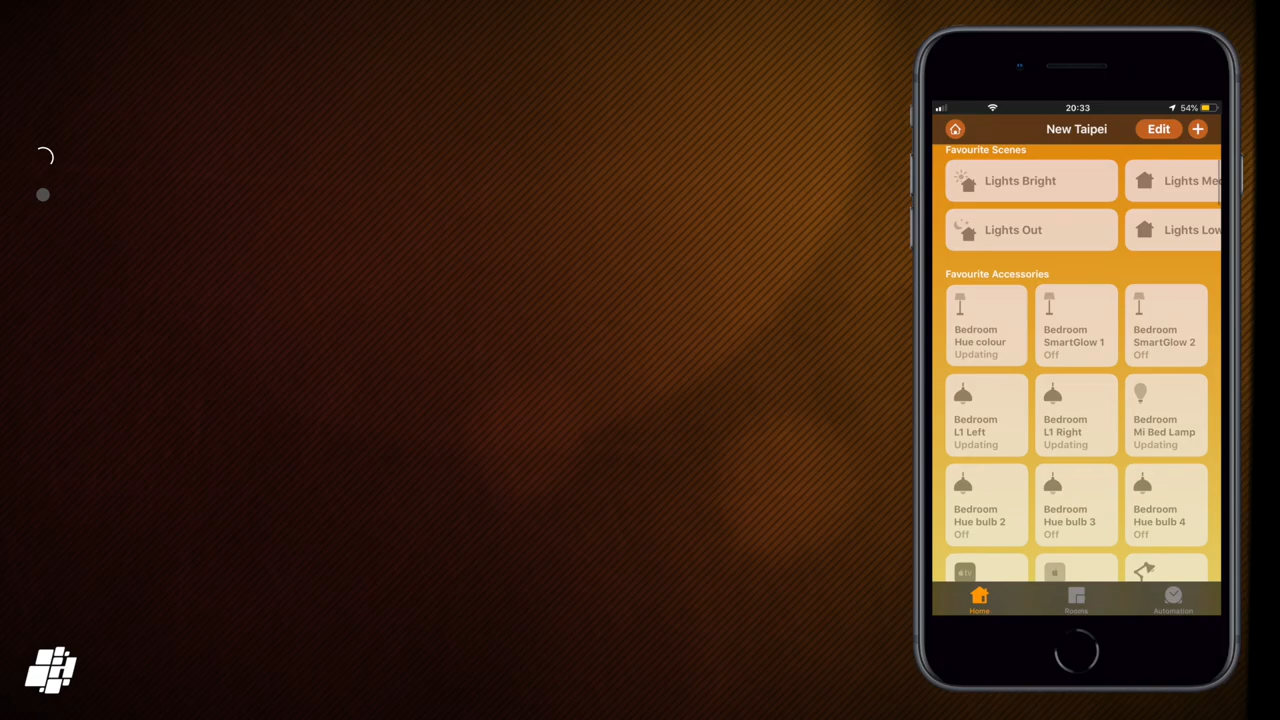 20:33
54%
New Taipei
Edit
Favourite Scenes
Lights Bright
Lights Me
Lights Out
Lights Low
Favourite Accessories
Bedroom
Hue colour
Updating
Bedroom
SmartGlow 1
Off
Bedroom
SmartGlow 2
Off
Bedroom
L1 Left
Updating
Bedroom
L1 Right
Updating
Bedroom
Mi Bed Lamp
Updating
Bedroom
Hue bulb 2
Off
Bedroom
Hue bulb 3
Off
Bedroom
Hue bulb 4
Off
tv
Home
Rooms
Automation